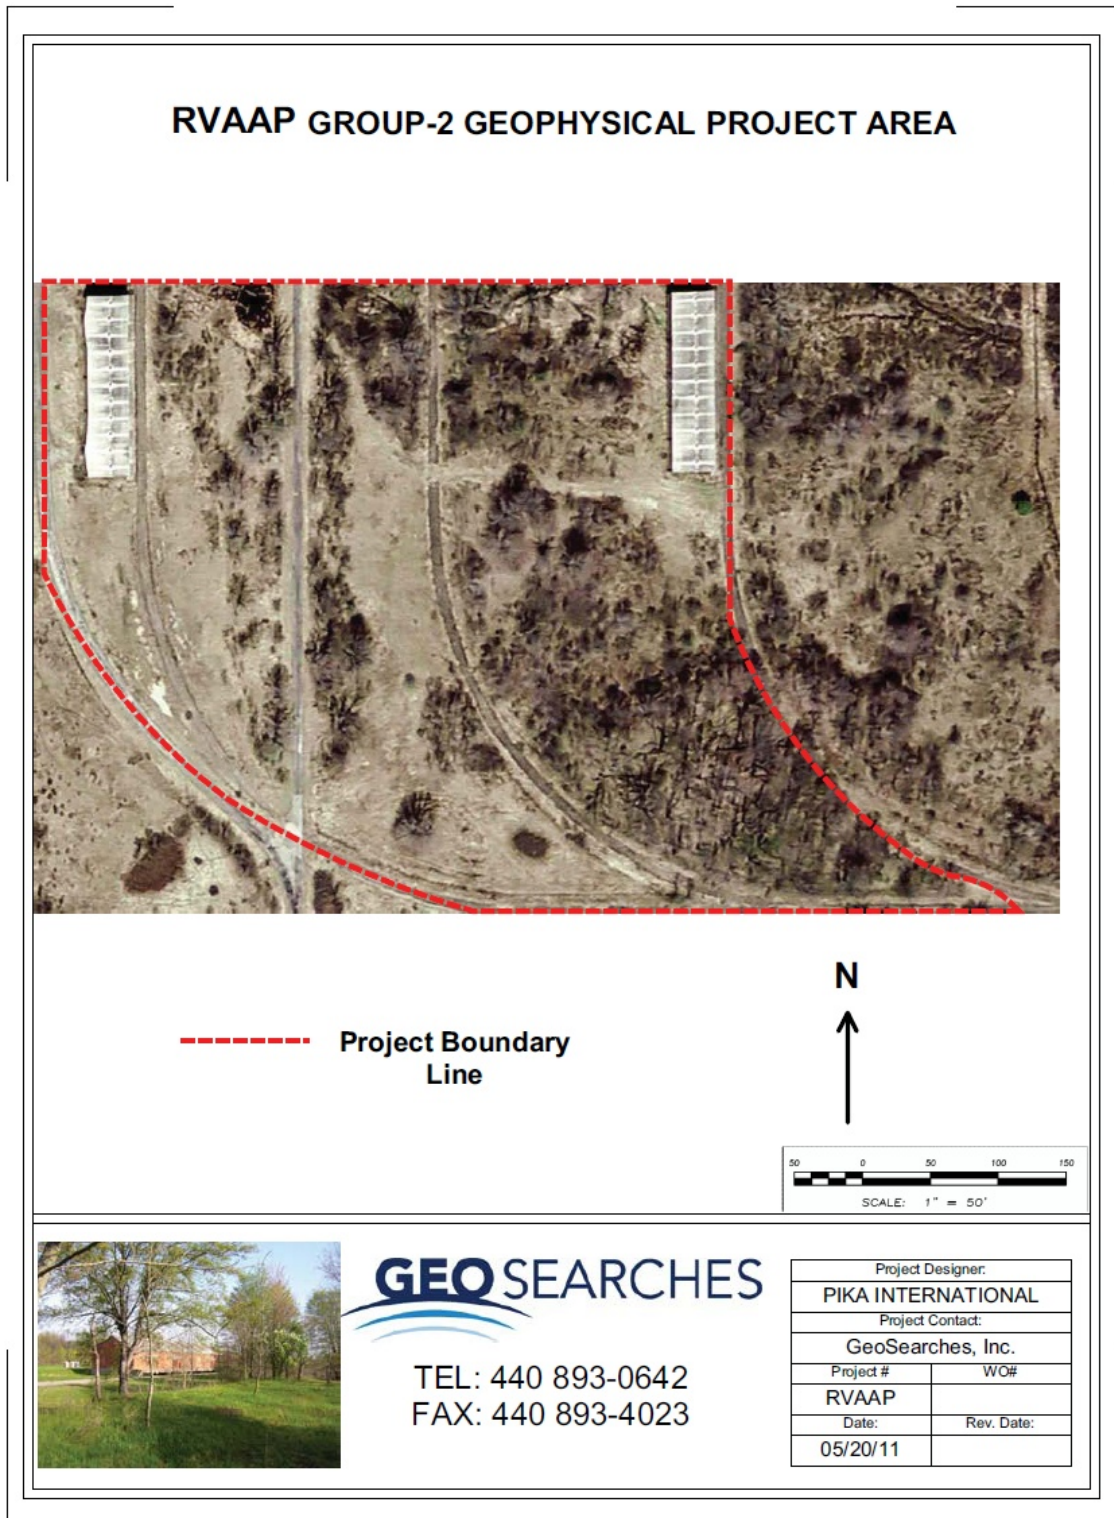 RVAAP GROUP-2 GEOPHYSICAL PROJECT AREA
N
Project Boundary
Line
50 0 50 100 150
SCALE: 1" = 50'
GEOSEARCHES
TEL: 440 893-0642
FAX: 440 893-4023
Project Designer:
PIKA INTERNATIONAL
Project Contact:
GeoSearches, Inc.
Project # WO#
RVAAP
Date: Rev. Date:
05/20/11